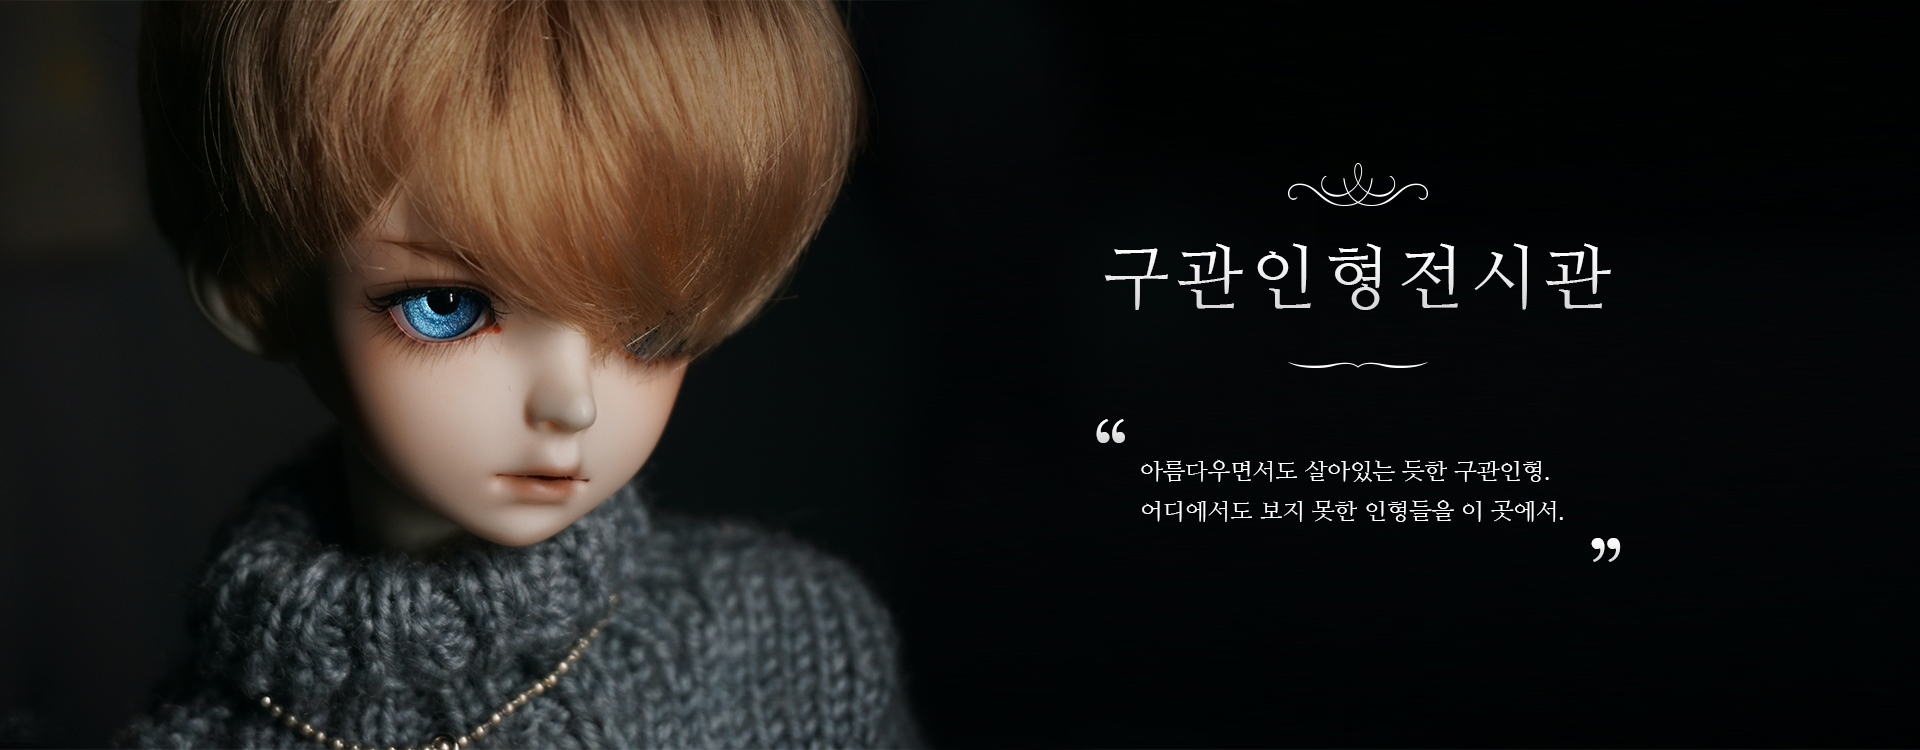 구관인형전시관
“
아름다우면서도 살아있는 듯한 구관인형.
어디에서도 보지 못한 인형들을 이 곳에서.
”